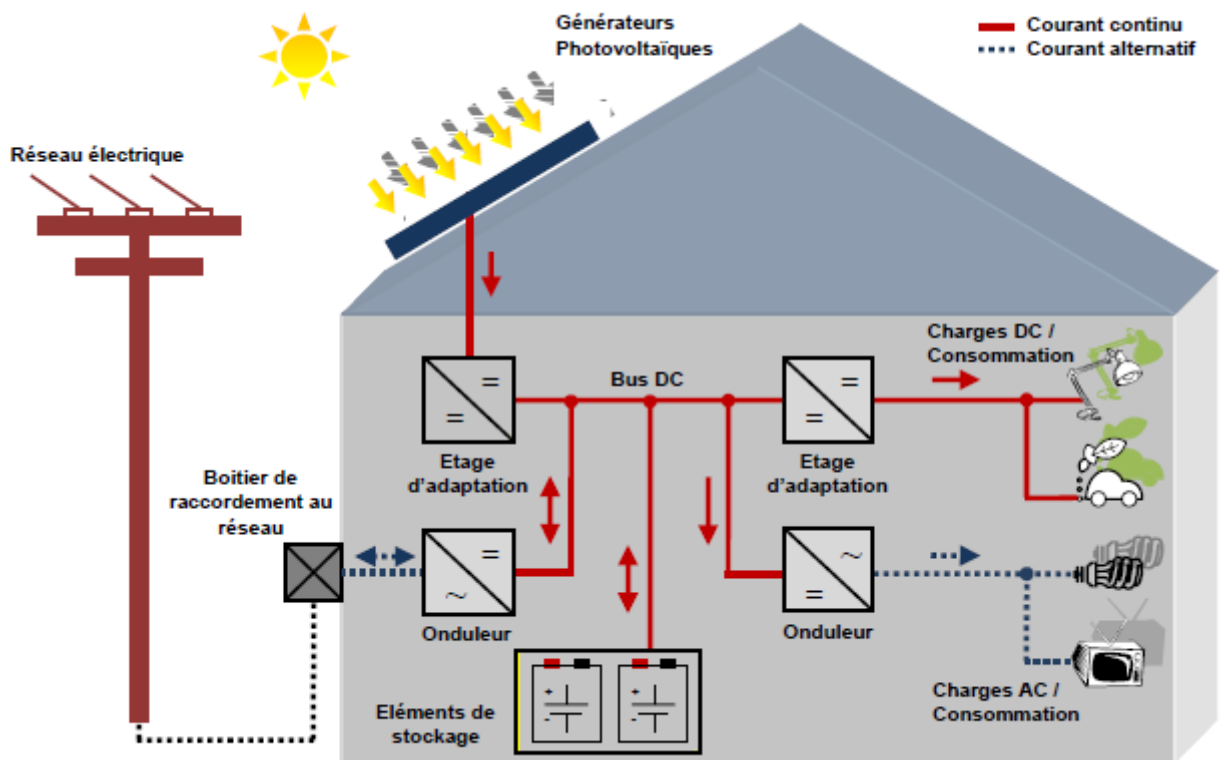 Générateurs
Photovoltaïques
Courant continu
Courant alternatif
Réseau électrique
Charges DC /
Consommation
=
=
Bus DC
=
=
Etage
d'adaptation
Etage
d'adaptation
Boitier de
raccordement au
réseau
=
~
~
=
Onduleur
Onduleur
+
-
+
-
Eléments de
stockage
Charges AC /
Consommation